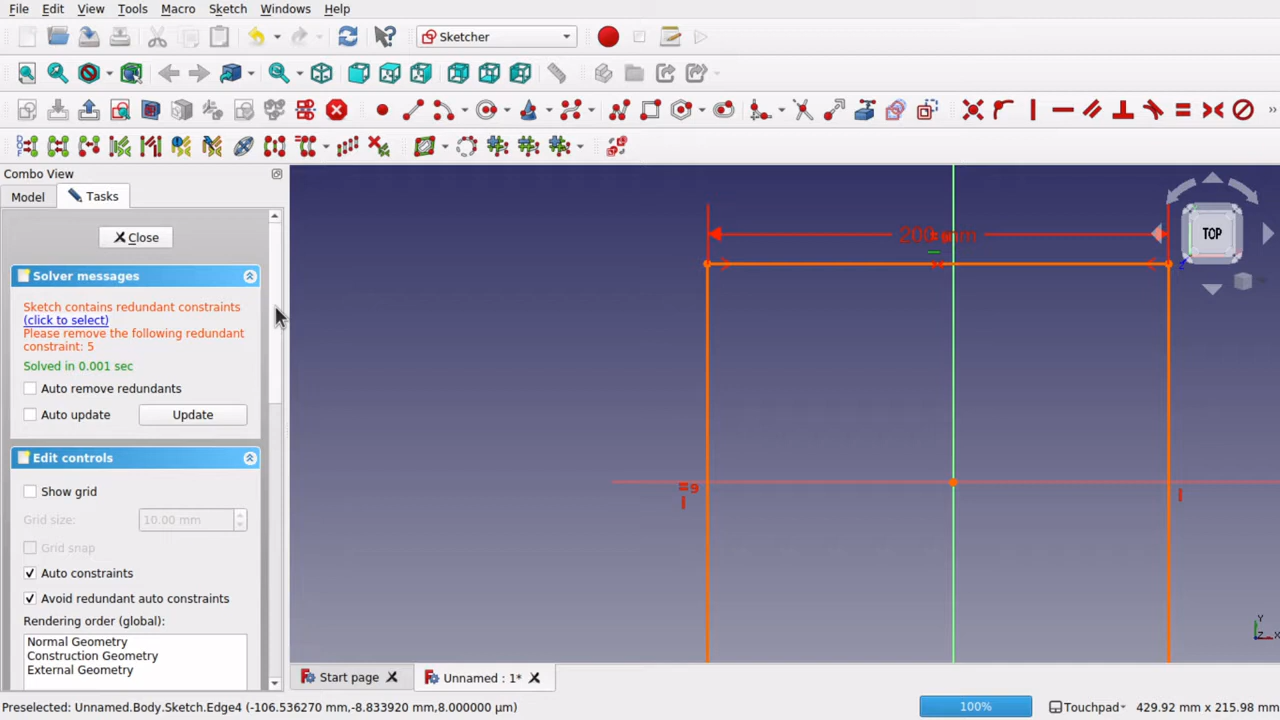 File Edit View Tools Macro Sketch Windows Help
Sketcher
Combo View
Model Tasks
Close
Solver messages
Sketch contains redundant constraints
(click to select)
Please remove the following redundant
constraint: 5
Solved in 0.001 sec
Auto remove redundants
Auto update Update
Edit controls
Show grid
Grid size: 10.00 mm
Grid snap
Auto constraints
Avoid redundant auto constraints
Rendering order (global):
Normal Geometry
Construction Geometry
External Geometry
TOP
Z
Y
Z X
Start page Unnamed : 1*
Preselected: Unnamed.Body.Sketch.Edge4 (-106.536270 mm,-8.833920 mm,8.000000 µm) 100% Touchpad 429.92 mm x 215.98 mm